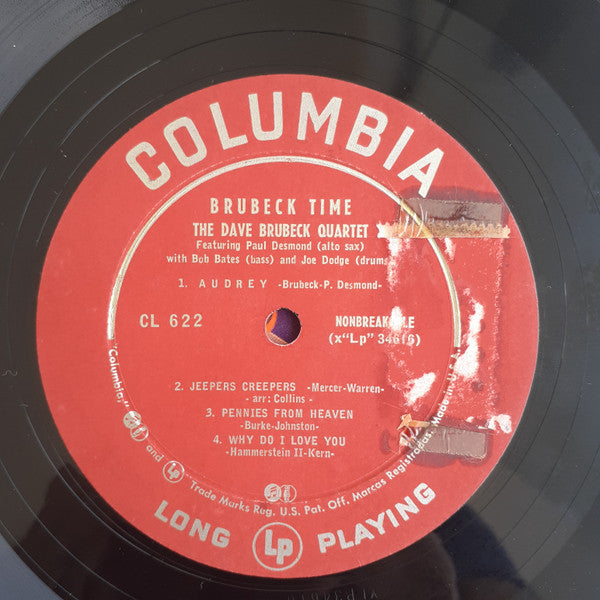 COLUMBIA
BRUBECK TIME
THE DAVE BRUBECK QUARTET
Featuring Paul Desmond (alto sax)
with Bob Bates (bass) and Joe Dodge (drums
1. AUDREY -Brubeck-P. Desmond-
CL 622
NONBREAKABLE
(x"Lp" 34616)
2. JEEPERS CREEPERS -Mercer-Warren-
- arr: Collins -
3. PENNIES FROM HEAVEN
-Burke-Johnston-
4. WHY DO I LOVE YOU
-Hammerstein II-Kern-
"Columbia," and LP Trade Marks Reg. U.S. Pat. Off. Marcas Registradas. Made in U.S.A.
LONG LP PLAYING